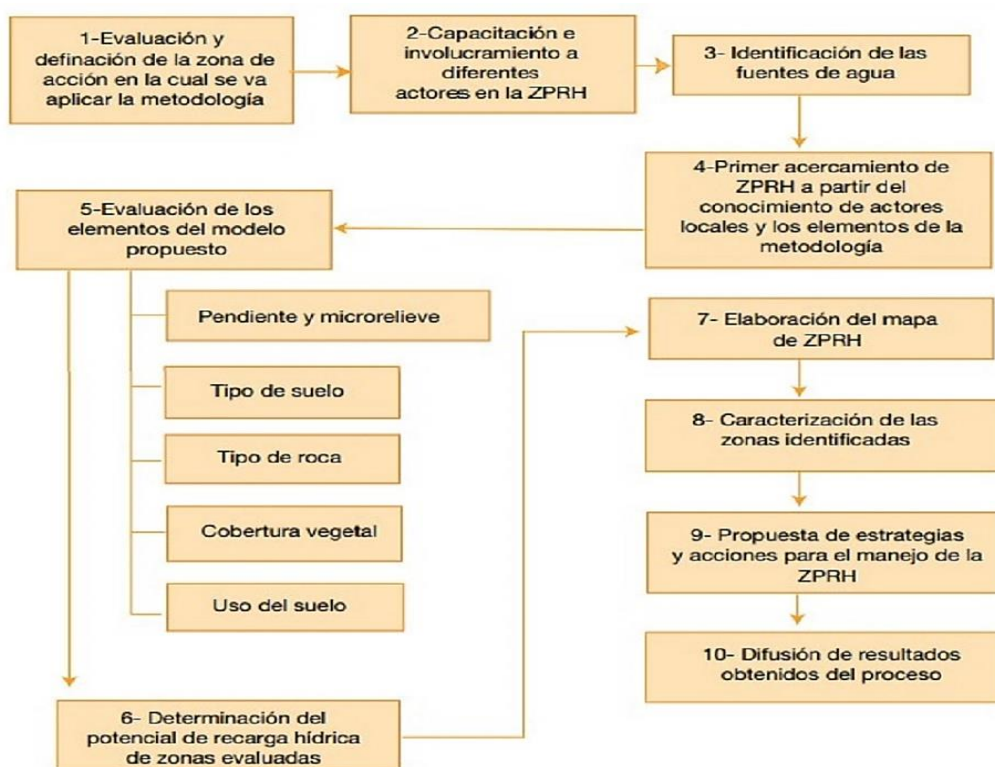 1-Evaluación y
definación de la zona de
acción en la cual se va
aplicar la metodología
2-Capacitación e
involucramiento a
diferentes
actores en la ZPRH
3- Identificación de las
fuentes de agua
4-Primer acercamiento de
ZPRH a partir del
conocimiento de actores
locales y los elementos de la
metodología
5-Evaluación de los
elementos del modelo
propuesto
Pendiente y microrelieve
Tipo de suelo
Tipo de roca
Cobertura vegetal
Uso del suelo
6- Determinación del
potencial de recarga hídrica
de zonas evaluadas
7- Elaboración del mapa
de ZPRH
8- Caracterización de las
zonas identificadas
9- Propuesta de estrategias
y acciones para el manejo de la
ZPRH
10- Difusión de resultados
obtenidos del proceso